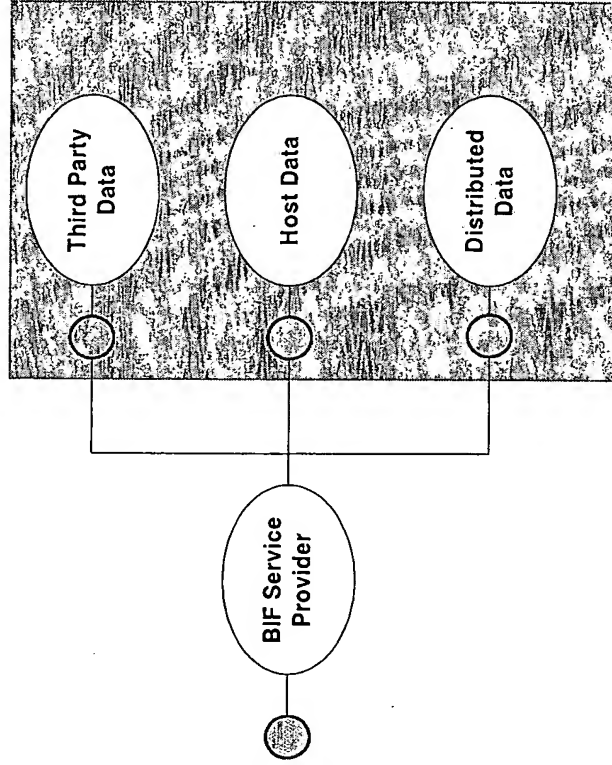 Third Party
Data
Host Data
Distributed
Data
BIF Service
Provider